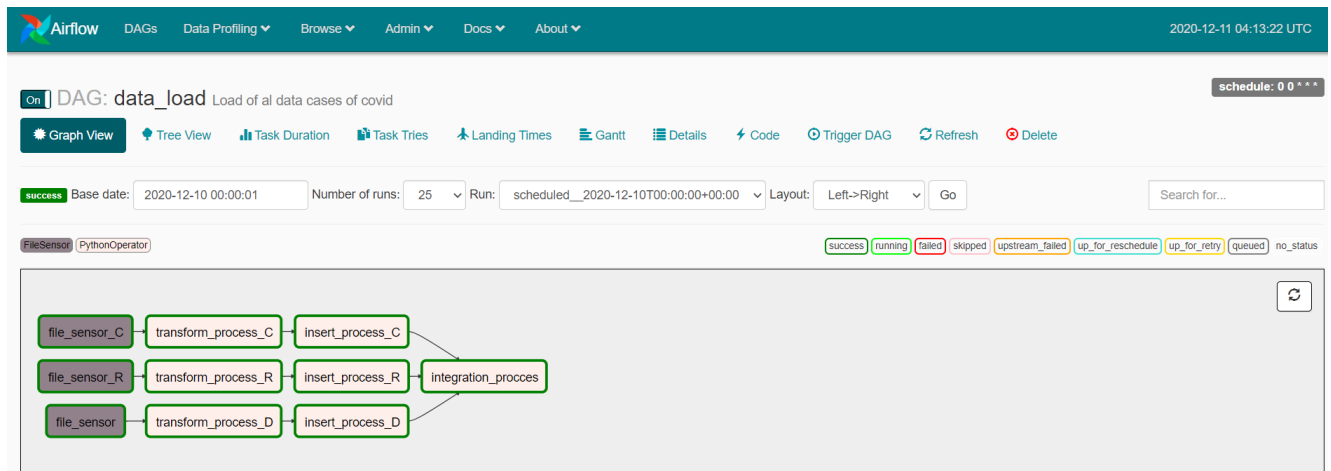 Airflow DAGs Data Profiling Browse Admin Docs About 2020-12-11 04:13:22 UTC
schedule: 0 0 * * *
On DAG: data_load Load of al data cases of covid
Graph View Tree View Task Duration Task Tries Landing Times Gantt Details Code Trigger DAG Refresh Delete
success Base date: 2020-12-10 00:00:01 Number of runs: 25 Run: scheduled__2020-12-10T00:00:00+00:00 Layout: Left->Right Go Search for...
FileSensor PythonOperator success running failed skipped upstream_failed up_for_reschedule up_for_retry queued no_status
file_sensor_C transform_process_C insert_process_C
file_sensor_R transform_process_R insert_process_R integration_procces
file_sensor transform_process_D insert_process_D